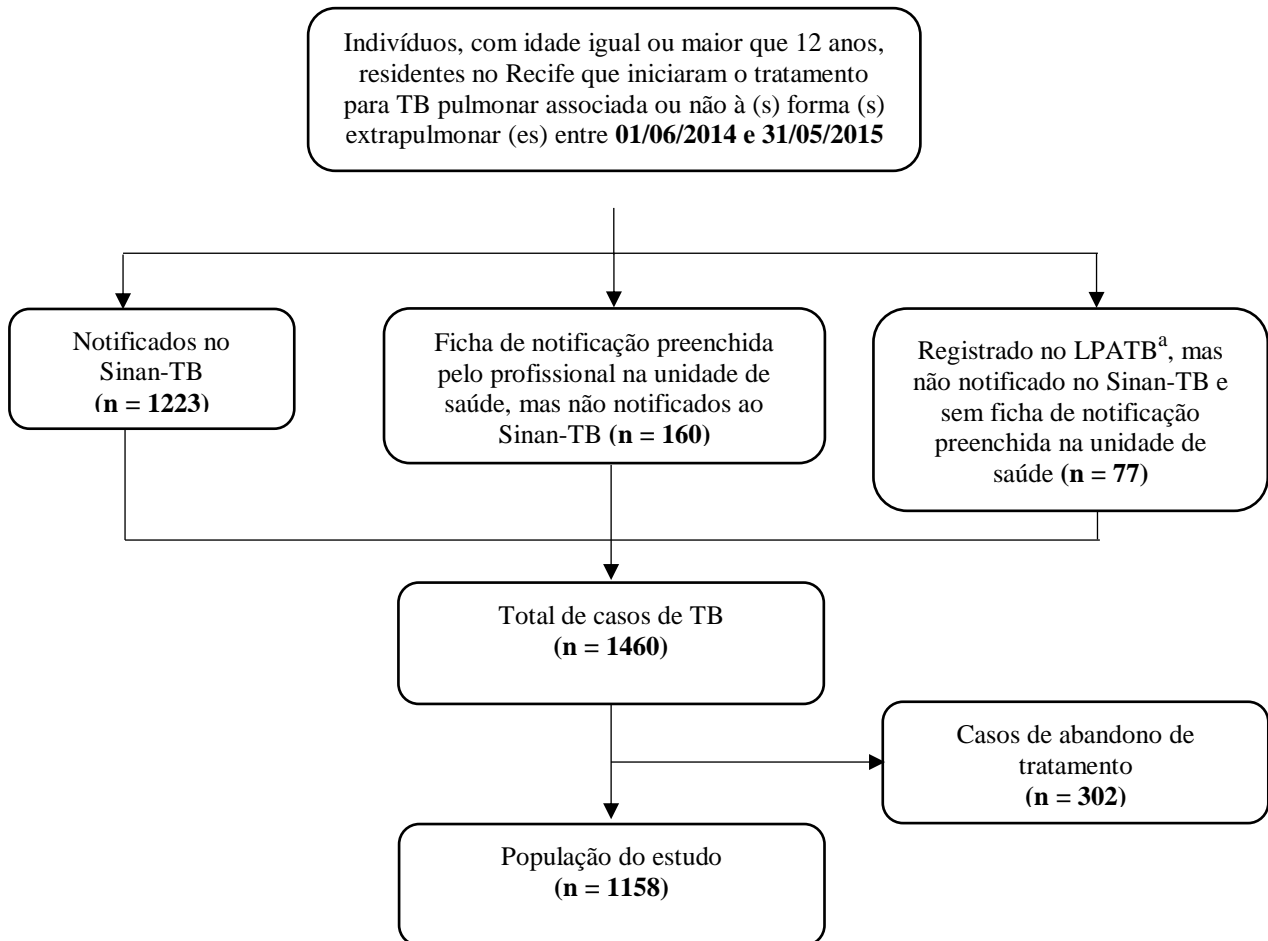 Indivíduos, com idade igual ou maior que 12 anos,
residentes no Recife que iniciaram o tratamento
para TB pulmonar associada ou não à (s) forma (s)
extrapulmonar (es) entre 01/06/2014 e 31/05/2015
Notificados no
Sinan-TB
(n = 1223)
Ficha de notificação preenchida
pelo profissional na unidade de
saúde, mas não notificados ao
Sinan-TB (n = 160)
Registrado no LPATBª, mas
não notificado no Sinan-TB e
sem ficha de notificação
preenchida na unidade de
saúde (n = 77)
Total de casos de TB
(n = 1460)
Casos de abandono de
tratamento
(n = 302)
População do estudo
(n = 1158)